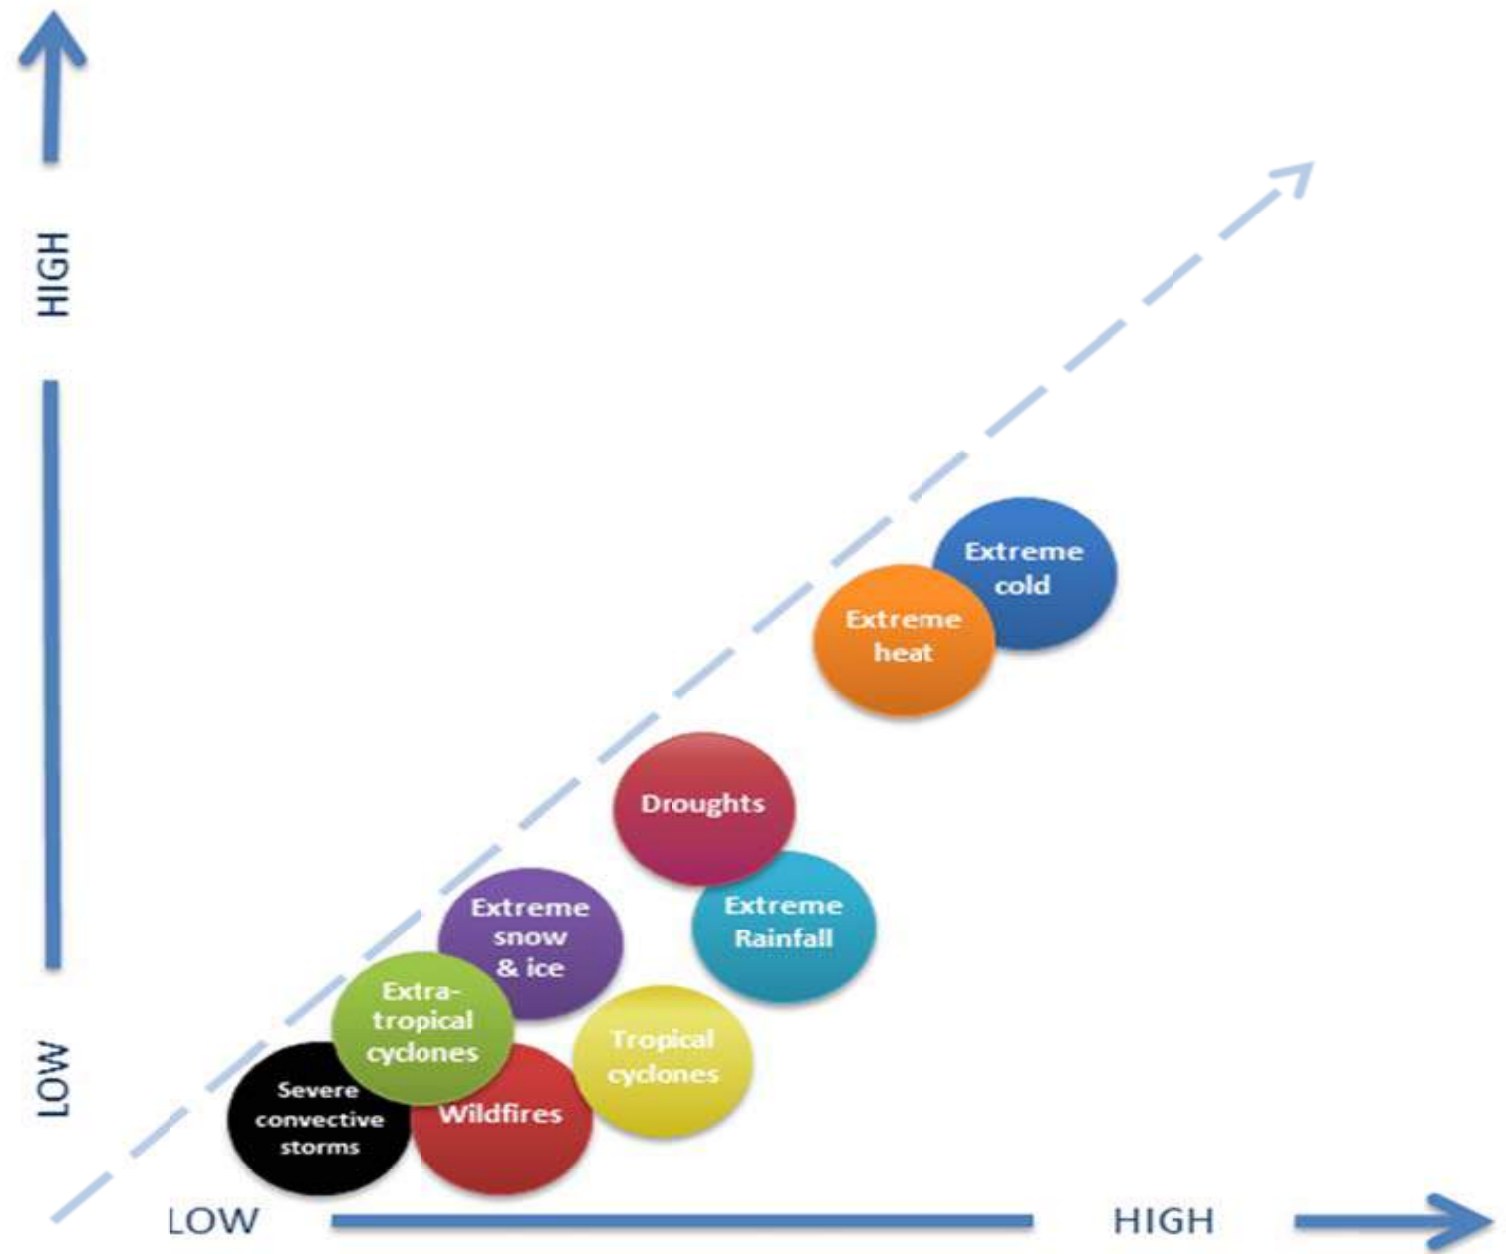 HIGH
Extreme
cold
Extreme
heat
Droughts
Extreme
Rainfall
Extreme
snow
& ice
Extra-
tropical
cyclones
Tropical
cyclones
LOW
Severe
convective
storms
Wildfires
LOW
HIGH